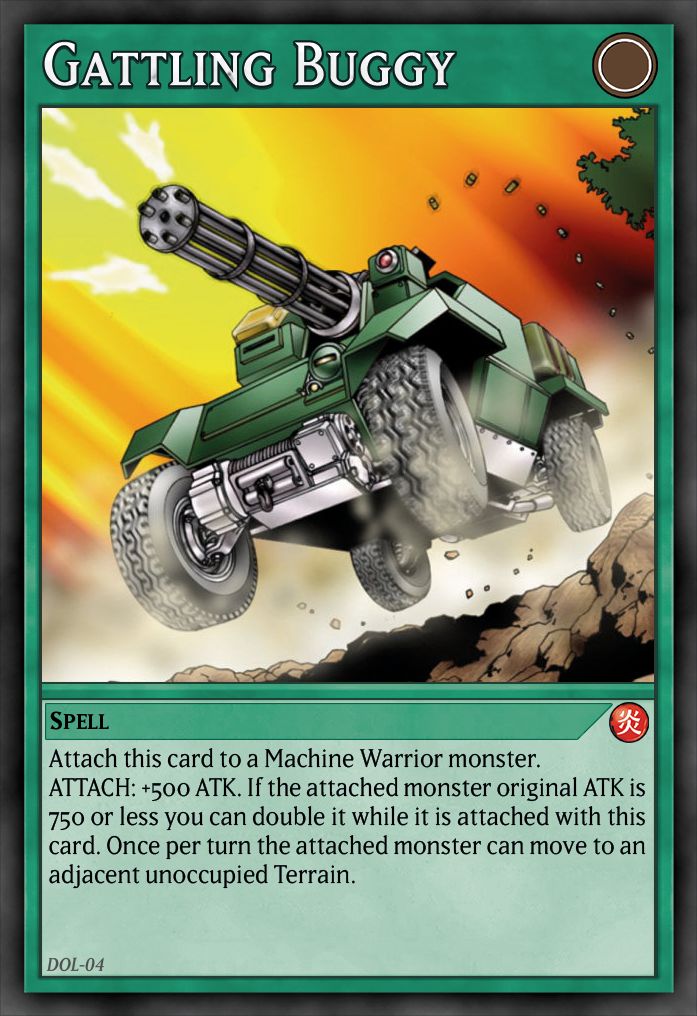 Gattling Buggy
Spell
炎
Attach this card to a Machine Warrior monster.
ATTACH: +500 ATK. If the attached monster original ATK is
750 or less you can double it while it is attached with this
card. Once per turn the attached monster can move to an
adjacent unoccupied Terrain.
DOL-04